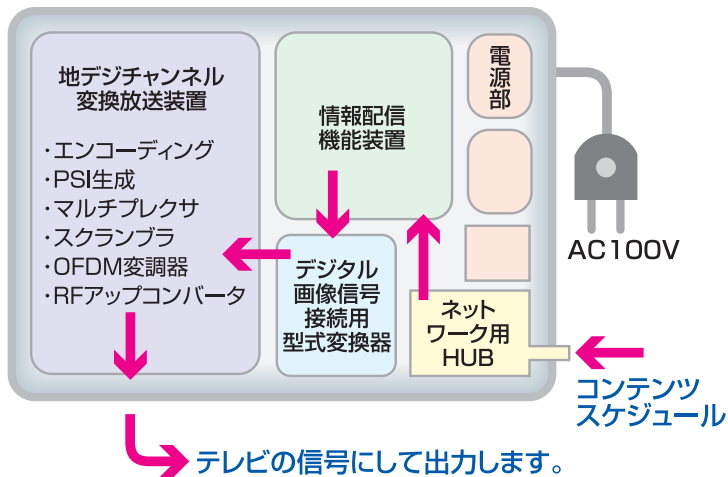 地デジチャンネル
変換放送装置
・エンコーディング
・PSI生成
・マルチプレクサ
・スクランブラ
・OFDM変調器
・RFアップコンバータ
情報配信
機能装置
電源部
デジタル
画像信号
接続用
型式変換器
ネット
ワーク用
HUB
AC100V
コンテンツ
スケジュール
テレビの信号にして出力します。